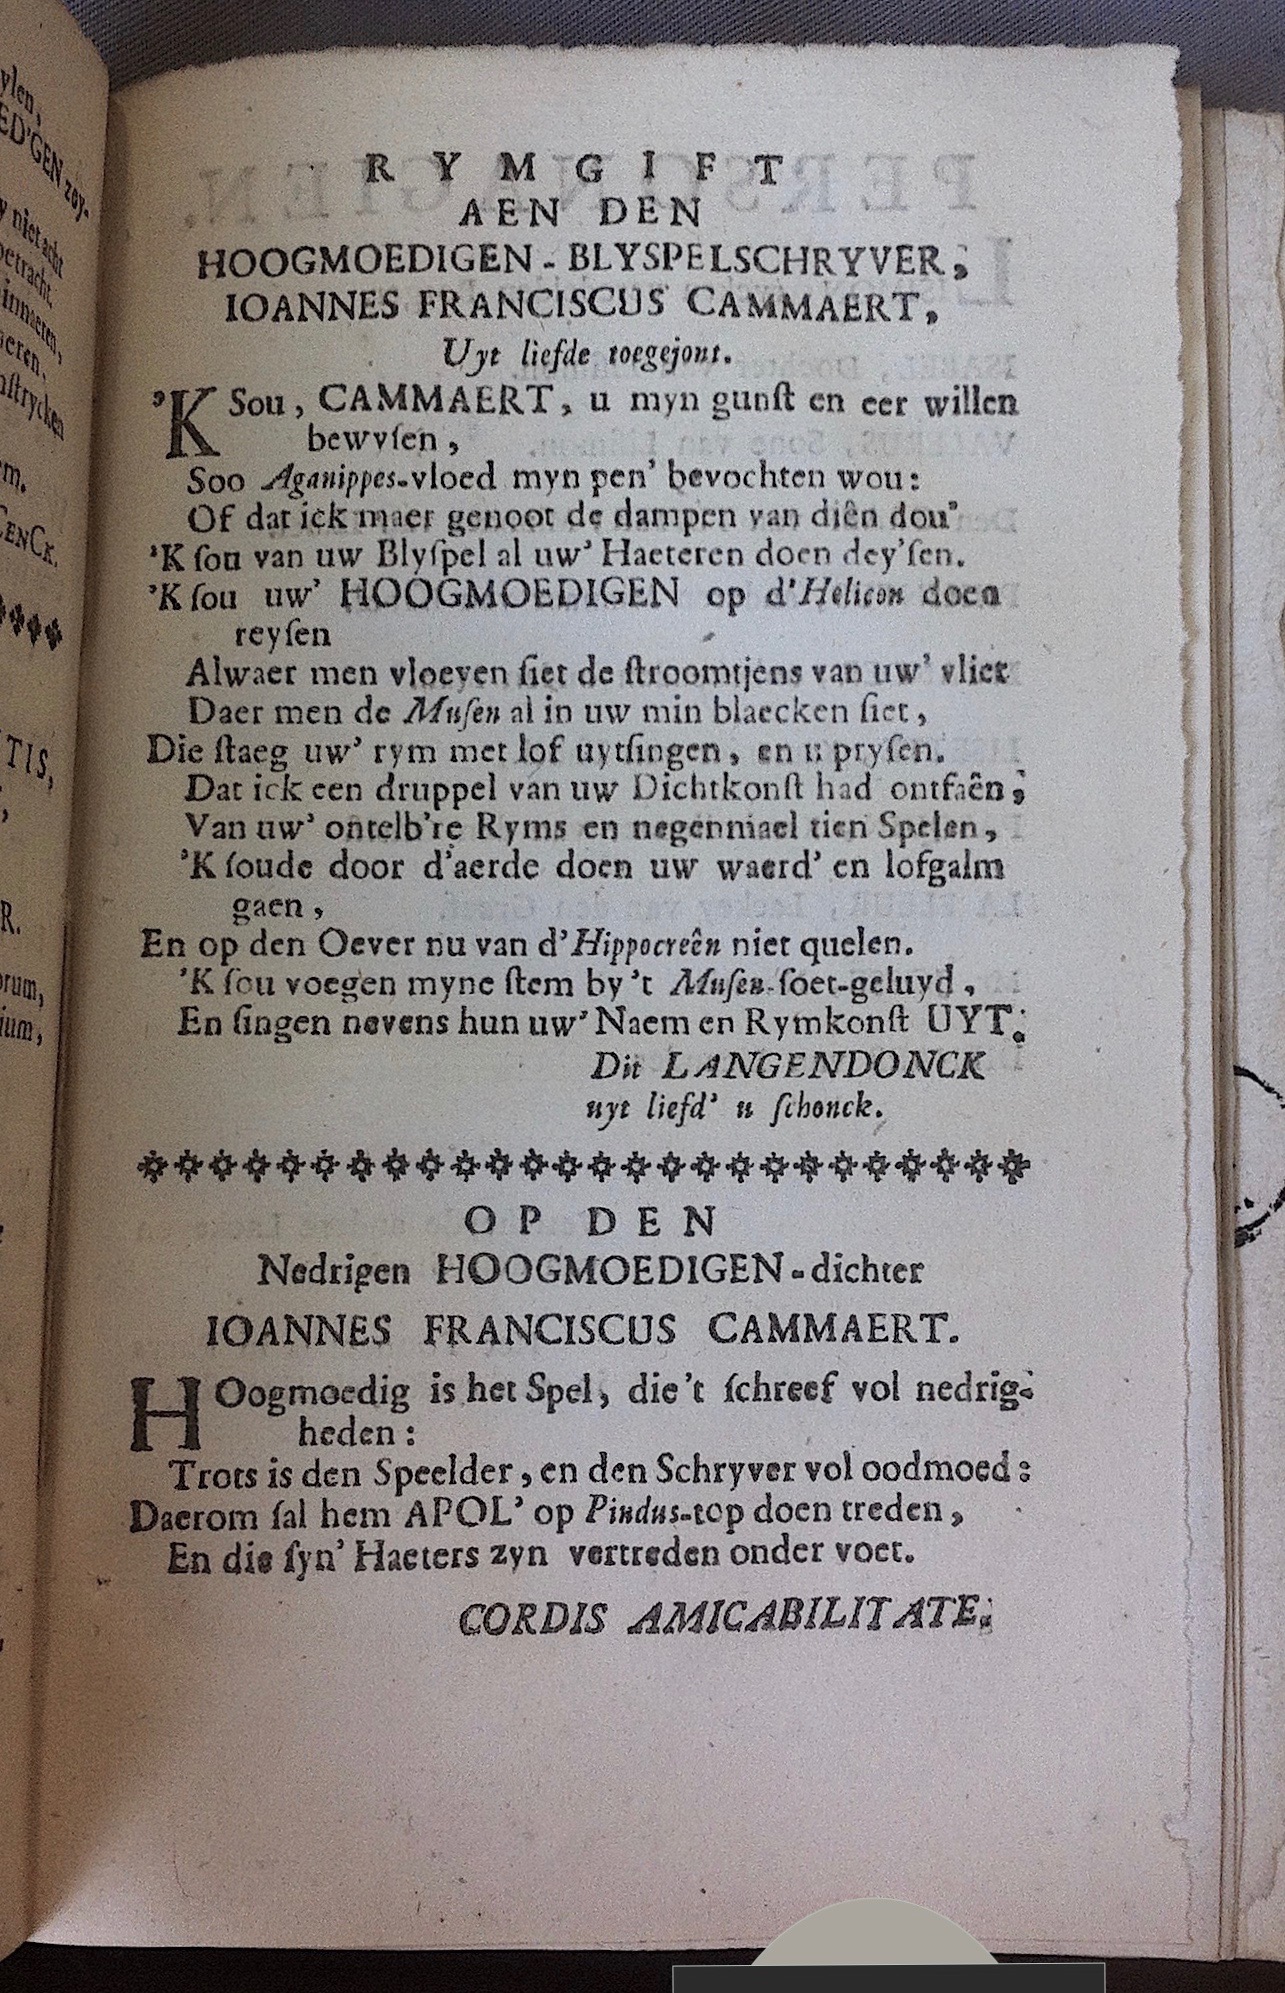 RYMGIFT
AEN DEN
HOOGMOEDIGEN-BLYSPELSCHRYVER,
IOANNES FRANCISCUS CAMMAERT,
Uyt liefde toegejont.
'K Sou, CAMMAERT, u myn gunſt en eer willen
bewyſen,
Soo Aganippes-vloed myn pen' bevochten wou:
Of dat ick maer genoot de dampen van diên dou'
'K ſou van uw Blyſpel al uw' Haeteren doen dey'ſen.
'K ſou uw' HOOGMOEDIGEN op d'Helicon doen
reyſen
Alwaer men vloeyen ſiet de ſtroomtjens van uw' vliet
Daer men de Muſen al in uw min blaecken ſiet,
Die ſtaeg uw' rym met lof uytſingen, en u pryſen.
Dat ick een druppel van uw Dichtkonſt had ontfaên;
Van uw' ontelb're Ryms en negenmael tien Spelen,
'K ſoude door d'aerde doen uw waerd' en lofgalm
gaen,
En op den Oever nu van d'Hippocreên niet quelen.
'K ſou voegen myne ſtem by 't Muſen-ſoet-geluyd,
En ſingen nevens hun uw' Naem en Rymkonſt UYT.
Dit LANGENDONCK
uyt liefd' u ſchonck.
OP DEN
Nedrigen HOOGMOEDIGEN-dichter
IOANNES FRANCISCUS CAMMAERT.
HOogmoedig is het Spel, die 't ſchreef vol nedrig-
heden:
Trots is den Speelder, en den Schryver vol oodmoed:
Daerom ſal hem APOL' op Pindus-top doen treden,
En die ſyn' Haeters zyn vertreden onder voet.
CORDIS AMICABILITATE.